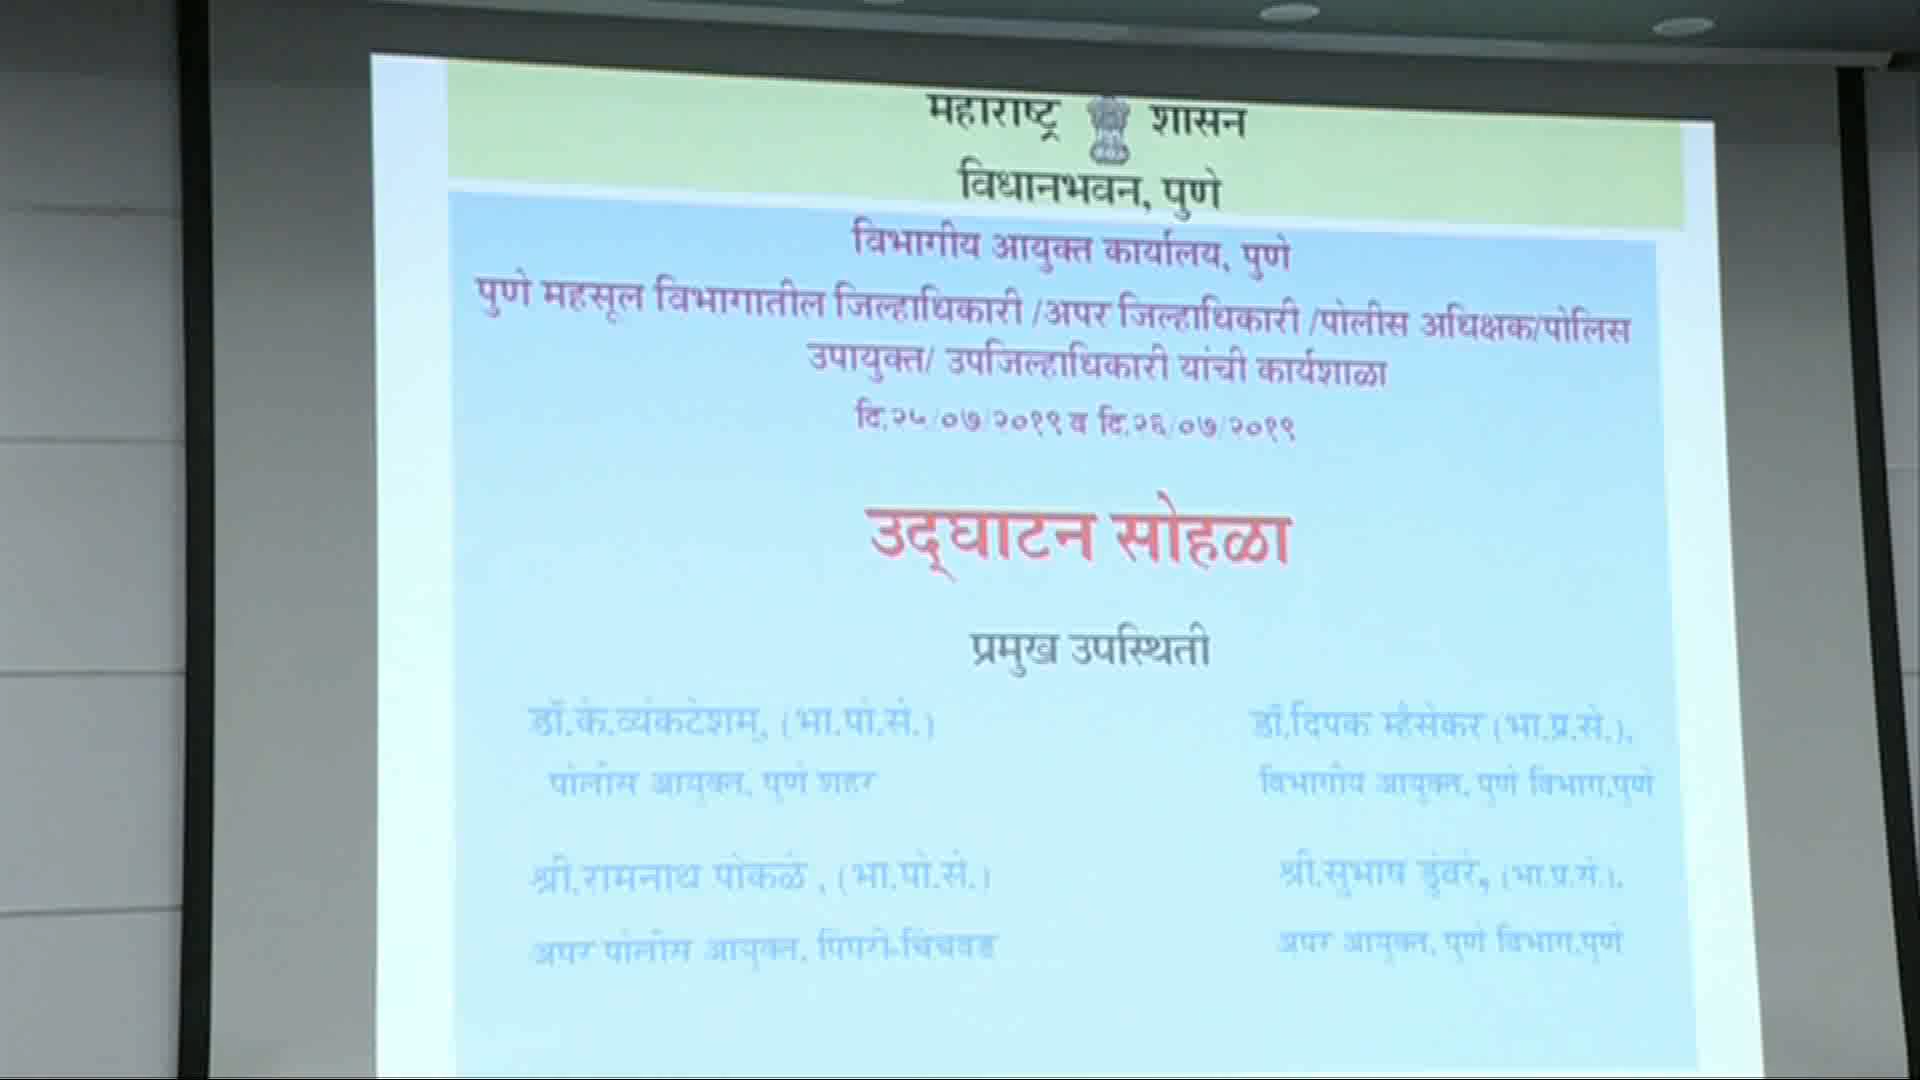 महाराष्ट्र शासन
विधानभवन, पुणे
विभागीय आयुक्त कार्यालय, पुणे
पुणे महसूल विभागातील जिल्हाधिकारी /अपर जिल्हाधिकारी /पोलीस अधिक्षक/पोलिस
उपायुक्त/ उपजिल्हाधिकारी यांची कार्यशाळा
दि.२५/०७/२०१९ व दि.२६/०७/२०१९
उद्‌घाटन सोहळा
प्रमुख उपस्थिती
डॉ.के.व्यंकटेशम्, (भा.पो.से.)
पोलीस आयुक्त, पुणे शहर
डॉ.दिपक म्हैसेकर (भा.प्र.से.),
विभागीय आयुक्त, पुणे विभाग,पुणे
श्री.रामनाथ पोकळे , (भा.पो.से.)
अपर पोलीस आयुक्त, पिंपरी-चिंचवड
श्री.सुभाष डुंबरे, (भा.प्र.से.),
अपर आयुक्त, पुणे विभाग,पुणे